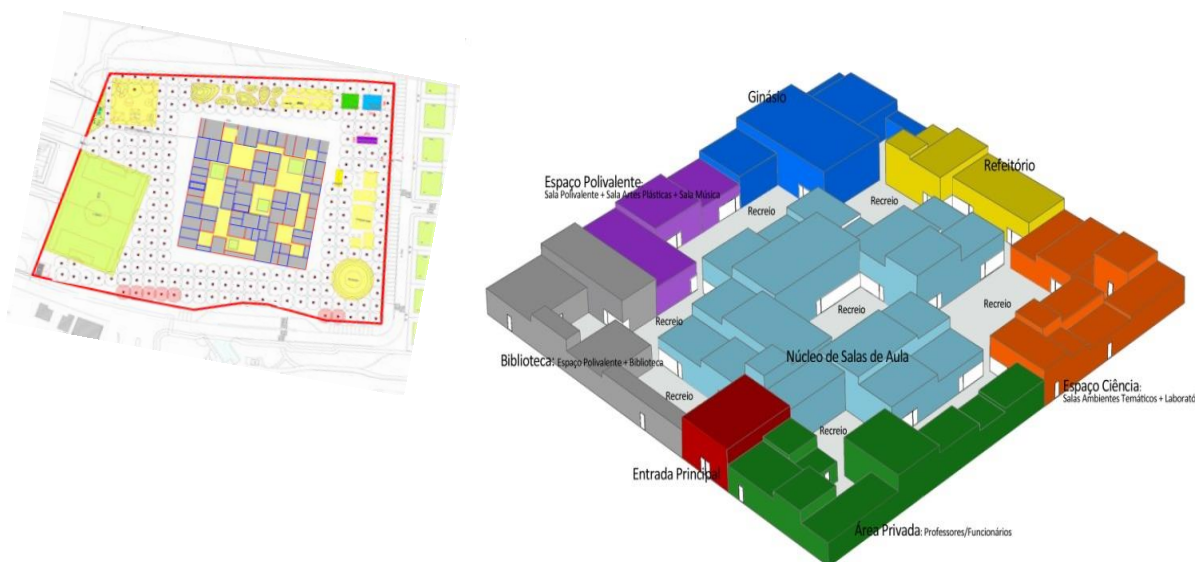 Ginásio
Refeitório
Espaço Polivalente:
Sala Polivalente + Sala Artes Plásticas + Sala Música
Recreio
Recreio
Recreio
Recreio
Recreio
Núcleo de Salas de Aula
Biblioteca: Espaço Polivalente + Biblioteca
Espaço Ciência:
Salas Ambientes Temáticos + Laborató
Recreio
Recreio
Entrada Principal
Área Privada: Professores/Funcionários